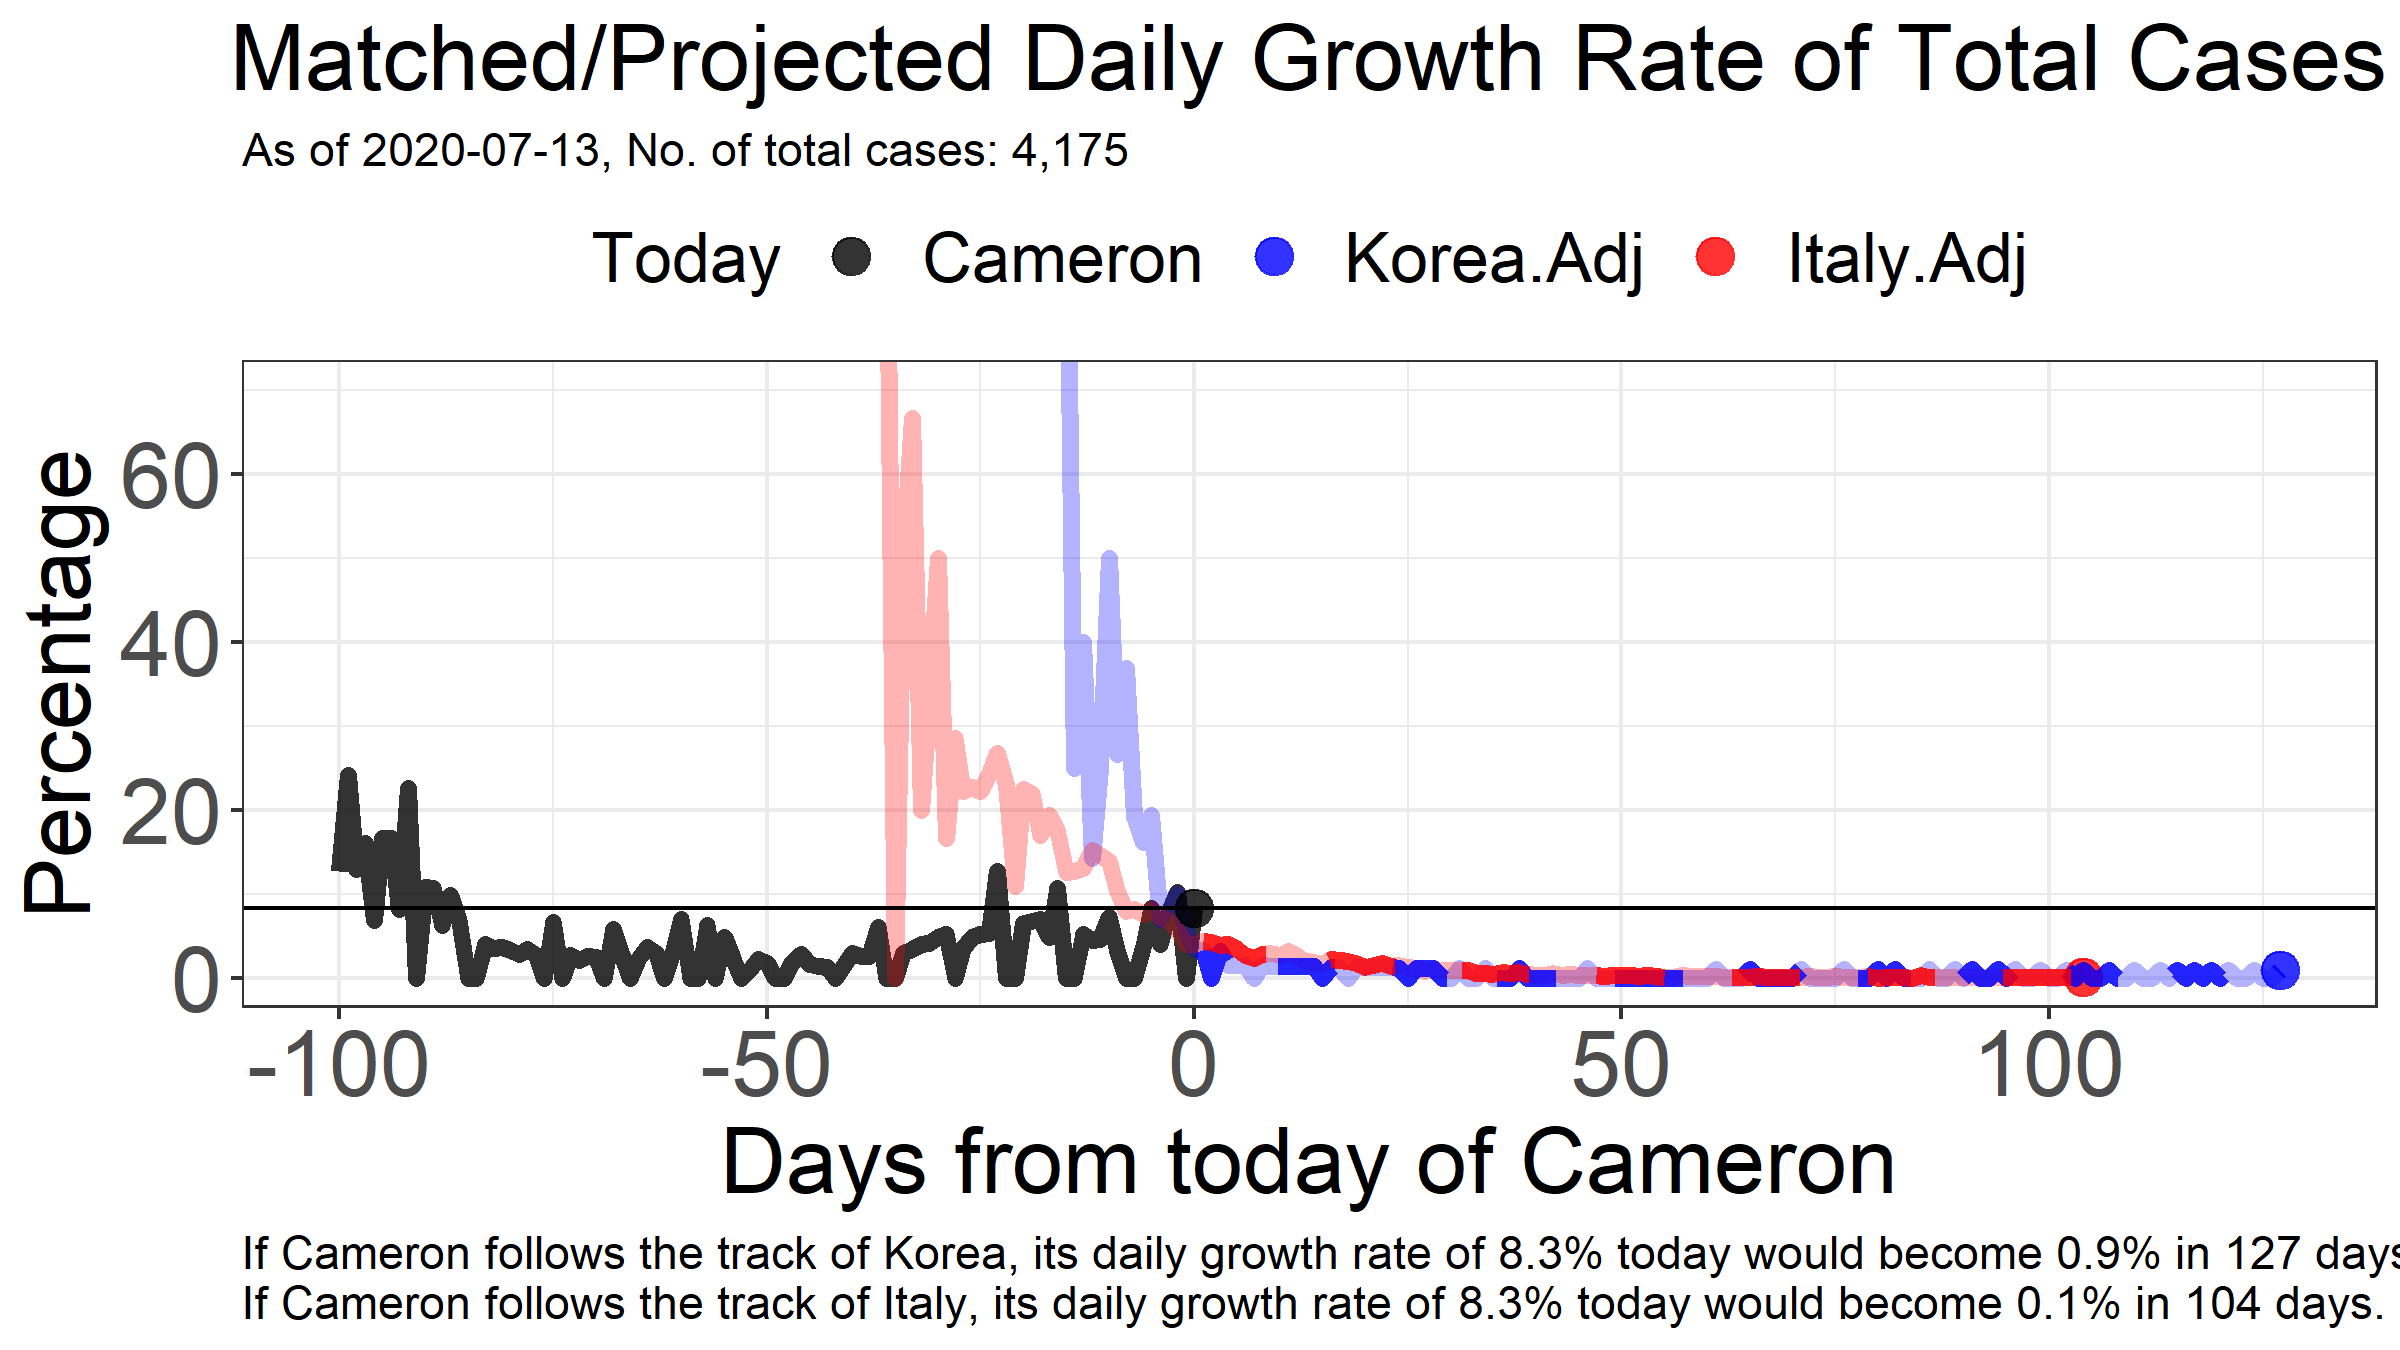 Matched/Projected Daily Growth Rate of Total Cases
As of 2020-07-13, No. of total cases: 4,175
Today Cameron Korea.Adj Italy.Adj
Percentage
60
40
20
0
-100 -50 0 50 100
Days from today of Cameron
If Cameron follows the track of Korea, its daily growth rate of 8.3% today would become 0.9% in 127 days
If Cameron follows the track of Italy, its daily growth rate of 8.3% today would become 0.1% in 104 days.